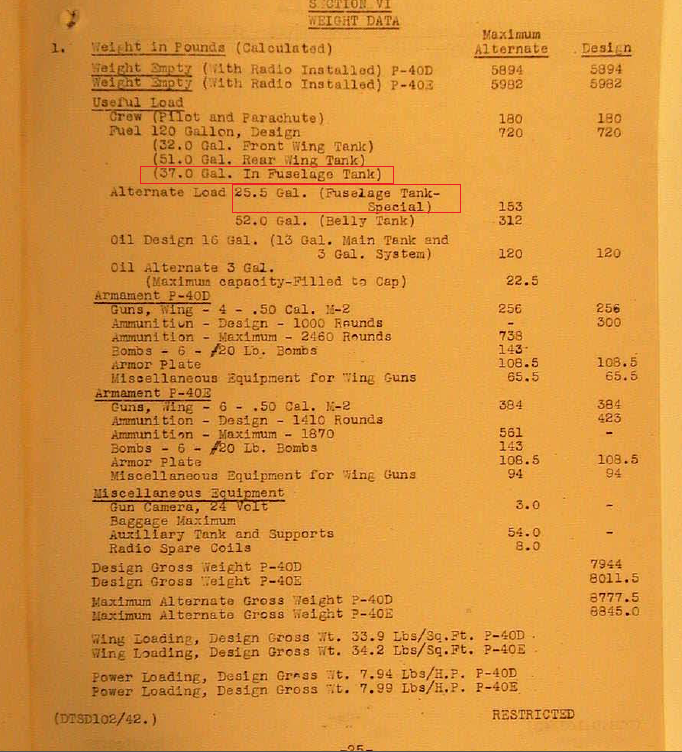 SECTION VI
WEIGHT DATA
Maximum
1. Weight in Pounds (Calculated) Alternate Design
Weight Empty (With Radio Installed) P-40D 5894 5894
Weight Empty (With Radio Installed) P-40E 5982 5982
Useful Load
Crew (Pilot and Parachute) 180 180
Fuel 120 Gallon, Design 720 720
(32.0 Gal. Front Wing Tank)
(51.0 Gal. Rear Wing Tank)
(37.0 Gal. In Fuselage Tank)
Alternate Load 25.5 Gal. (Fuselage Tank-
Special) 153
52.0 Gal. (Belly Tank) 312
Oil Design 16 Gal. (13 Gal. Main Tank and
3 Gal. System) 120 120
Oil Alternate 3 Gal.
(Maximum capacity-Filled to Cap) 22.5
Armament P-40D
Guns, Wing - 4 - .50 Cal. M-2 256 256
Ammunition - Design - 1000 Rounds - 300
Ammunition - Maximum - 2460 Rounds 738
Bombs - 6 - 20 Lb. Bombs 143
Armor Plate 108.5 108.5
Miscellaneous Equipment for Wing Guns 65.5 65.5
Armament P-40E
Guns, Wing - 6 - .50 Cal. M-2 384 384
Ammunition - Design - 1410 Rounds 423
Ammunition - Maximum - 1870 561 -
Bombs - 6 - 20 Lb. Bombs 143
Armor Plate 108.5 108.5
Miscellaneous Equipment for Wing Guns 94 94
Miscellaneous Equipment
Gun Camera, 24 Volt 3.0 -
Baggage Maximum
Auxiliary Tank and Supports 54.0 -
Radio Spare Coils 8.0
Design Gross Weight P-40D 7944
Design Gross Weight P-40E 8011.5
Maximum Alternate Gross Weight P-40D 8777.5
Maximum Alternate Gross Weight P-40E 8845.0
Wing Loading, Design Gross Wt. 33.9 Lbs/Sq.Ft. P-40D
Wing Loading, Design Gross Wt. 34.2 Lbs/Sq.Ft. P-40E
Power Loading, Design Gross Wt. 7.94 Lbs/H.P. P-40D
Power Loading, Design Gross Wt. 7.99 Lbs/H.P. P-40E
(DTSD102/42.) RESTRICTED
-25-